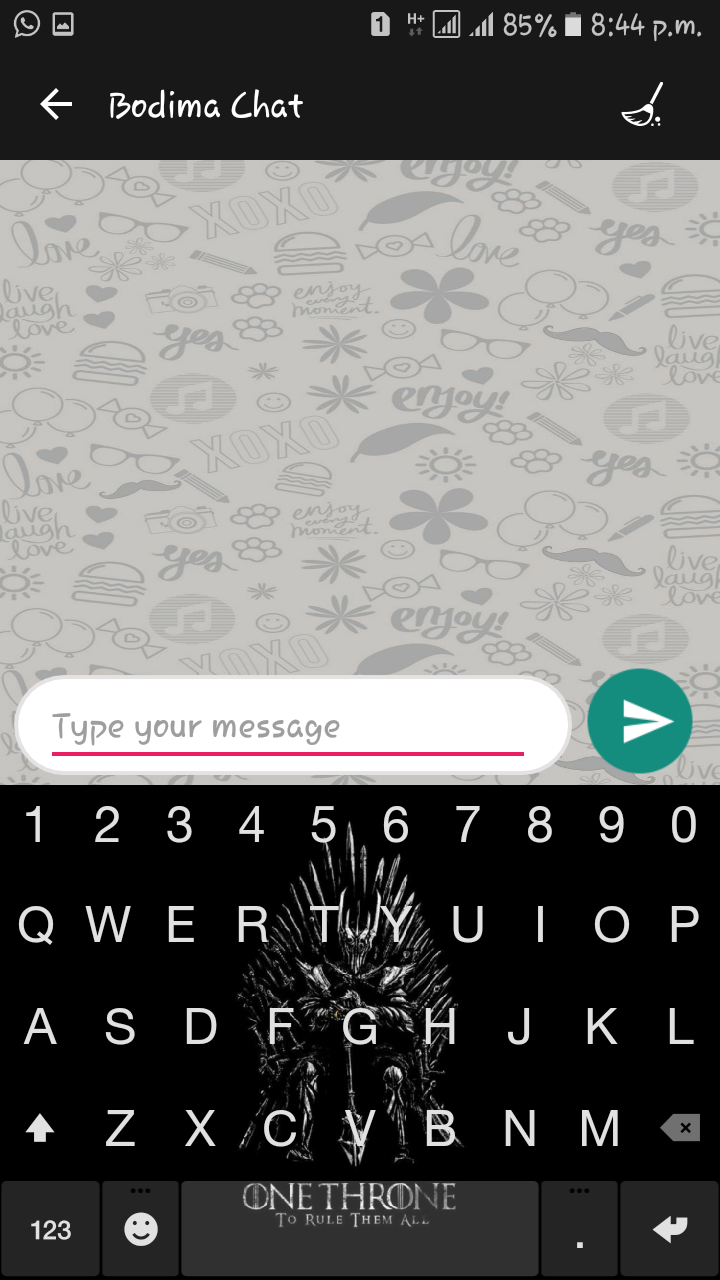 1 H+ 85% 8:44 p.m.
Bodima Chat
enjoy!
XOXO
love
love
yes
live
laugh
love
enjoy
every
moment.
yes
live
laugh
love
enjoy!
XOXO
love
yes
live
laugh
love
enjoy
every
moment.
yes
live
laugh
love
enjoy!
XOXO
Type your message
live
1 2 3 4 5 6 7 8 9 0
Q W E R T Y U I O P
A S D F G H J K L
Z X C V B N M
ONE THRONE
TO RULE THEM ALL
123 .